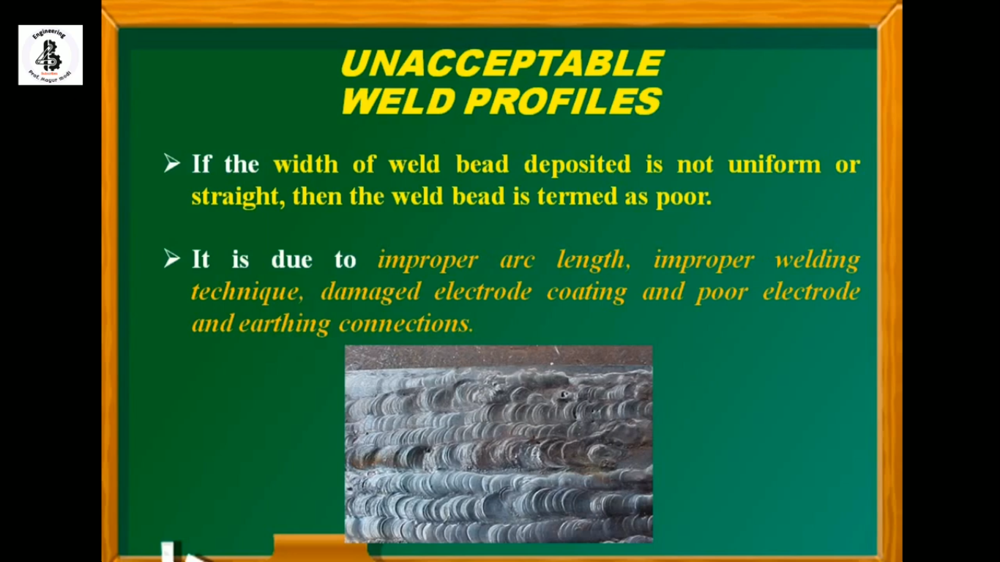 Engineering
Prof. Mayur modi
UNACCEPTABLE
WELD PROFILES
➢ If the width of weld bead deposited is not uniform or
straight, then the weld bead is termed as poor.
➢ It is due to improper arc length, improper welding
technique, damaged electrode coating and poor electrode
and earthing connections.